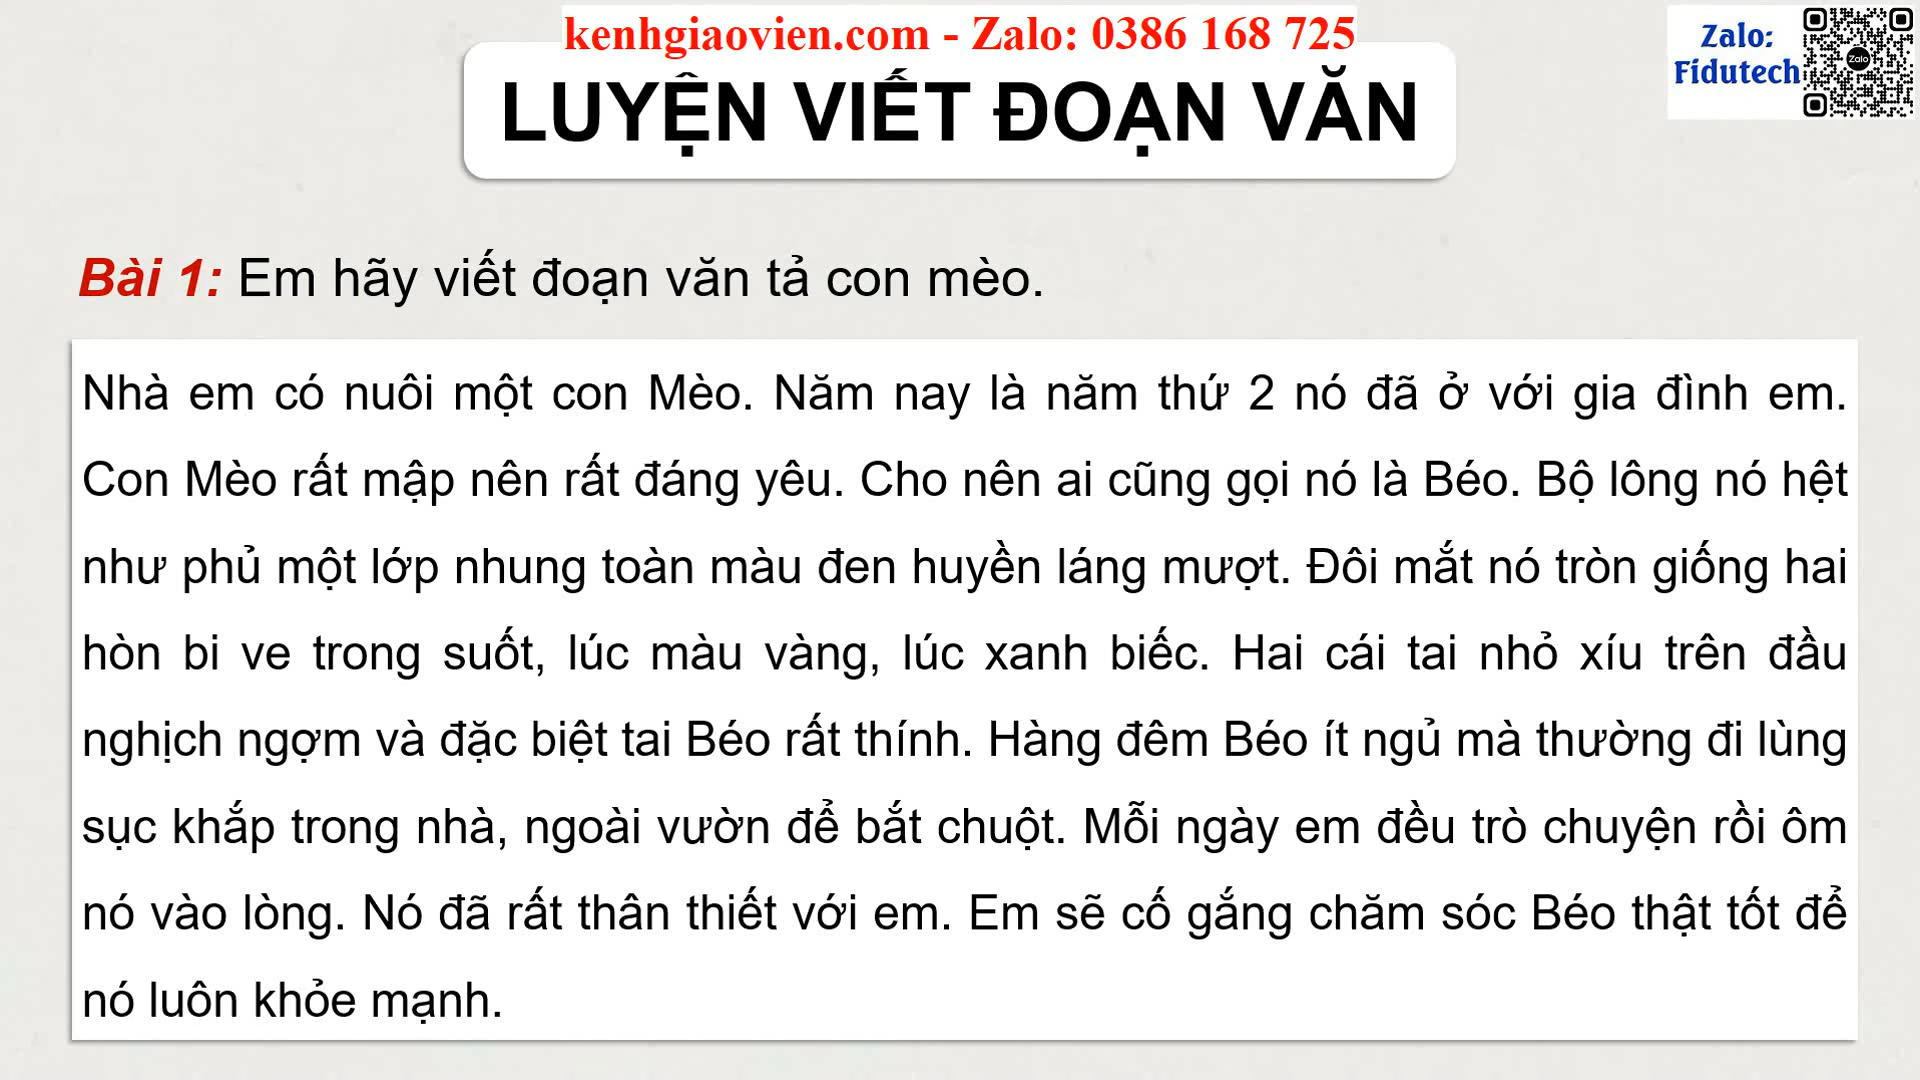 kenhgiaovien.com - Zalo: 0386 168 725
Zalo:
Fidutech
Zalo
LUYỆN VIẾT ĐOẠN VĂN
Bài 1: Em hãy viết đoạn văn tả con mèo.
Nhà em có nuôi một con Mèo. Năm nay là năm thứ 2 nó đã ở với gia đình em.
Con Mèo rất mập nên rất đáng yêu. Cho nên ai cũng gọi nó là Béo. Bộ lông nó hệt
như phủ một lớp nhung toàn màu đen huyền láng mượt. Đôi mắt nó tròn giống hai
hòn bi ve trong suốt, lúc màu vàng, lúc xanh biếc. Hai cái tai nhỏ xíu trên đầu
nghịch ngợm và đặc biệt tai Béo rất thính. Hàng đêm Béo ít ngủ mà thường đi lùng
sục khắp trong nhà, ngoài vườn để bắt chuột. Mỗi ngày em đều trò chuyện rồi ôm
nó vào lòng. Nó đã rất thân thiết với em. Em sẽ cố gắng chăm sóc Béo thật tốt để
nó luôn khỏe mạnh.